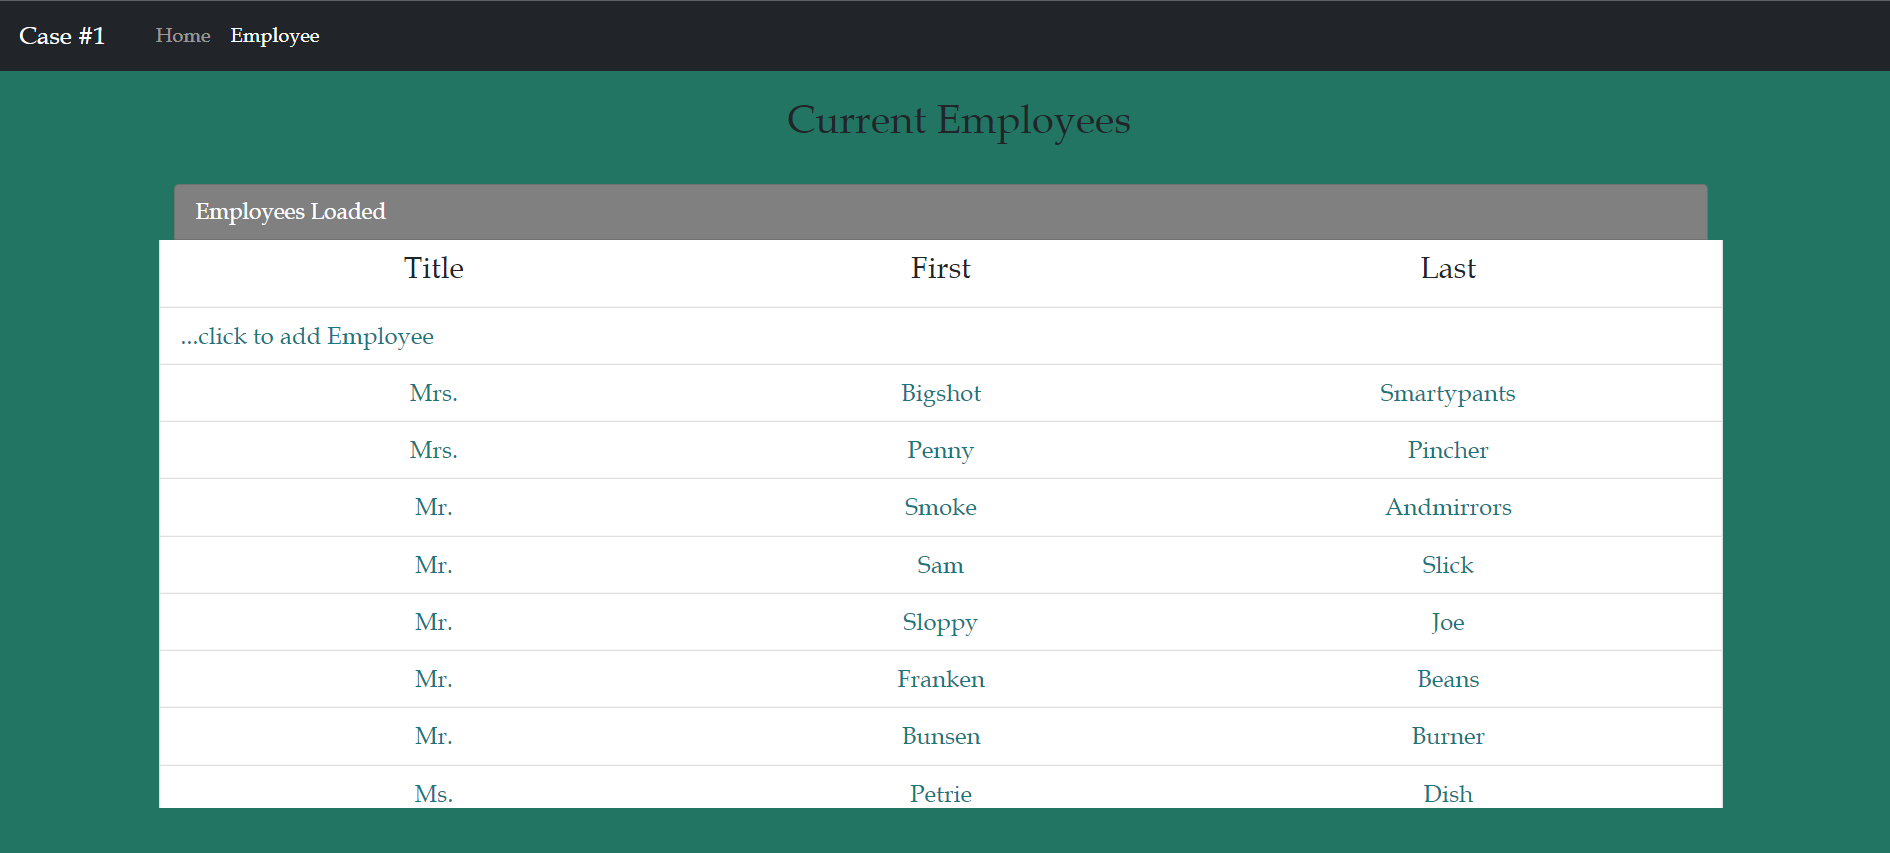 Case #1 Home Employee
Current Employees
Employees Loaded
Title First Last
...click to add Employee
Mrs. Bigshot Smartypants
Mrs. Penny Pincher
Mr. Smoke Andmirrors
Mr. Sam Slick
Mr. Sloppy Joe
Mr. Franken Beans
Mr. Bunsen Burner
Ms. Petrie Dish